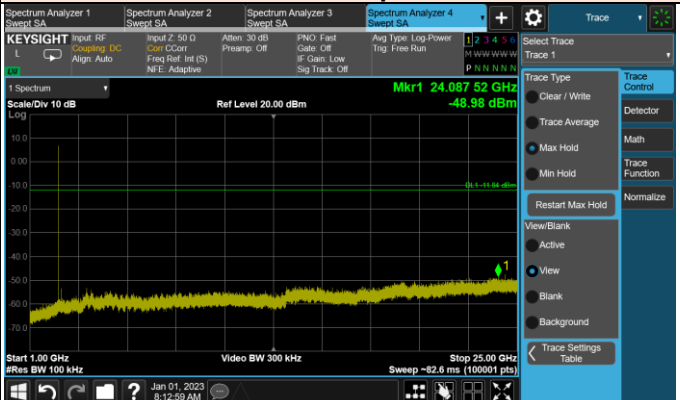 Spectrum Analyzer 1
Swept SA
Spectrum Analyzer 2
Swept SA
Spectrum Analyzer 3
Swept SA
Spectrum Analyzer 4
Swept SA
Trace
KEYSIGHT
L
LXI
Input: RF
Coupling: DC
Align: Auto
Input Z: 50 Ω
Corr CCorr
Freq Ref: Int (S)
NFE: Adaptive
Atten: 30 dB
Preamp: Off
PNO: Fast
Gate: Off
IF Gain: Low
Sig Track: Off
Avg Type: Log-Power
Trig: Free Run
1 2 3 4 5 6
M W W W W W
P N N N N N
Select Trace
Trace 1
1 Spectrum
Scale/Div 10 dB
Log
Ref Level 20.00 dBm
Mkr1 24.087 52 GHz
-48.98 dBm
10.0
0.00
-10.0
-20.0
-30.0
-40.0
-50.0
-60.0
-70.0
DL1 -11.84 dBm
1
Start 1.00 GHz
#Res BW 100 kHz
Video BW 300 kHz
Stop 25.00 GHz
Sweep ~82.6 ms (100001 pts)
Trace Type
Clear / Write
Trace Average
Max Hold
Min Hold
Restart Max Hold
View/Blank
Active
View
Blank
Background
Trace Settings
Table
Trace
Control
Detector
Math
Trace
Function
Normalize
?
Jan 01, 2023
8:12:59 AM